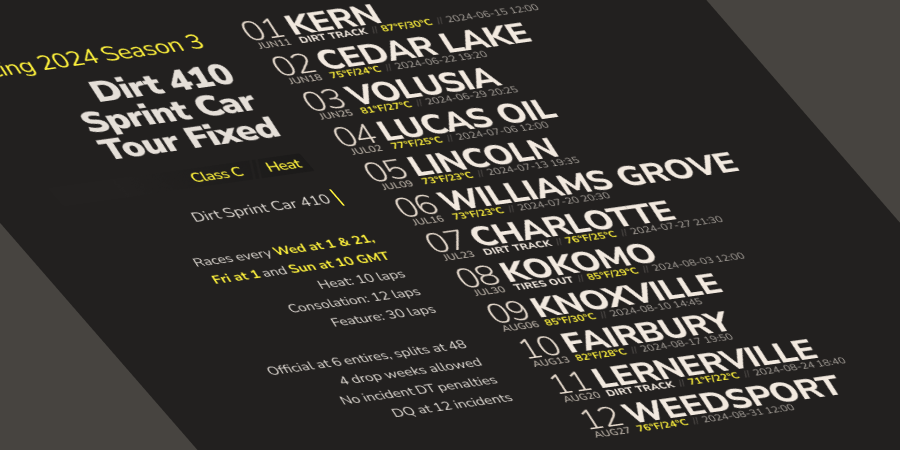 ing 2024 Season 3
Dirt 410
Sprint Car
Tour Fixed
Class C // Heat
Dirt Sprint Car 410 \
Races every Wed at 1 & 21,
Fri at 1 and Sun at 10 GMT
Heat: 10 laps
Consolation: 12 laps
Feature: 30 laps
Official at 6 entires, splits at 48
4 drop weeks allowed
No incident DT penalties
DQ at 12 incidents
01 KERN
JUN11 DIRT TRACK // 87°F/30°C // 2024-06-15 12:00
02 CEDAR LAKE
JUN18 75°F/24°C // 2024-06-22 19:20
03 VOLUSIA
JUN25 81°F/27°C // 2024-06-29 20:25
04 LUCAS OIL
JUL02 77°F/25°C // 2024-07-06 12:00
05 LINCOLN
JUL09 73°F/23°C // 2024-07-13 19:35
06 WILLIAMS GROVE
JUL16 73°F/23°C // 2024-07-20 20:30
07 CHARLOTTE
JUL23 DIRT TRACK // 76°F/25°C // 2024-07-27 21:30
08 KOKOMO
JUL30 TIRES OUT // 85°F/29°C // 2024-08-03 12:00
09 KNOXVILLE
AUG06 85°F/30°C // 2024-08-10 14:45
10 FAIRBURY
AUG13 82°F/28°C // 2024-08-17 19:50
11 LERNERVILLE
AUG20 DIRT TRACK // 71°F/22°C // 2024-08-24 18:40
12 WEEDSPORT
AUG27 76°F/24°C // 2024-08-31 12:00